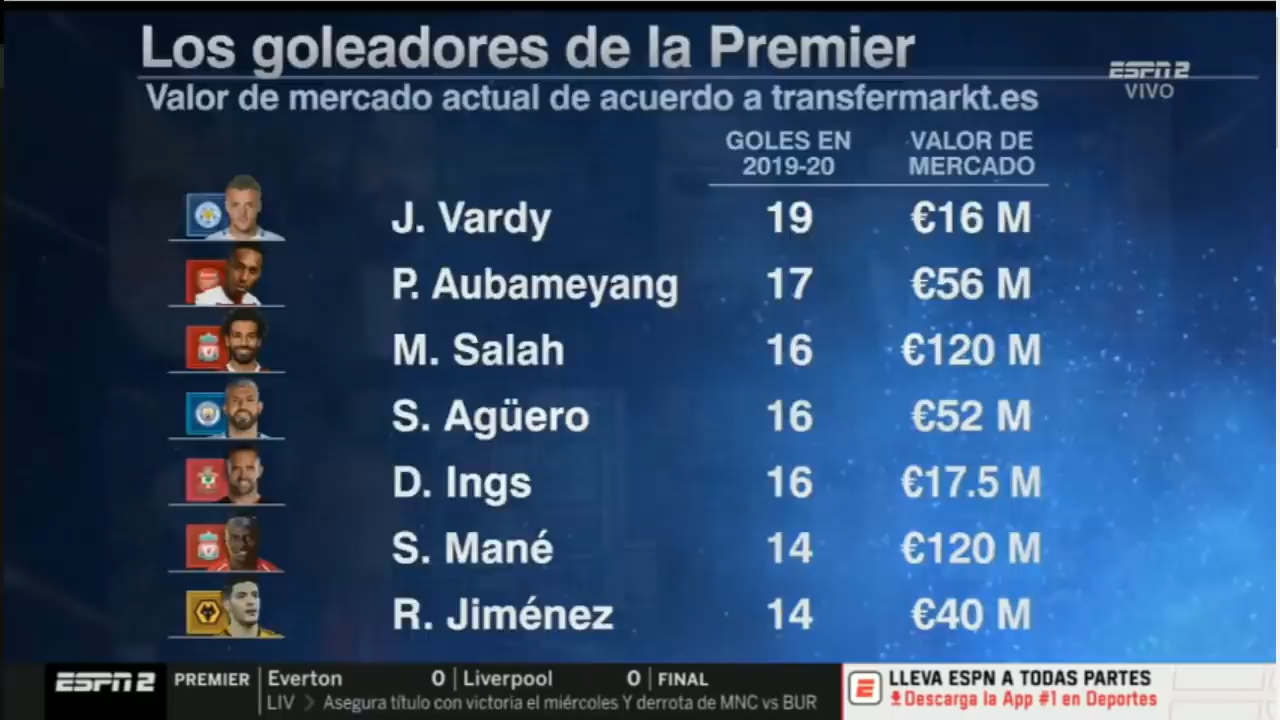 Los goleadores de la Premier
Valor de mercado actual de acuerdo a transfermarkt.es
ESPN 2
VIVO
GOLES EN
2019-20
VALOR DE
MERCADO
J. Vardy 19 €16 M
P. Aubameyang 17 €56 M
M. Salah 16 €120 M
S. Agüero 16 €52 M
D. Ings 16 €17.5 M
S. Mané 14 €120 M
R. Jiménez 14 €40 M
ESPN 2
PREMIER
Everton 0 Liverpool 0 FINAL
LIV > Asegura título con victoria el miércoles Y derrota de MNC vs BUR
LLEVA ESPN A TODAS PARTES
Descarga la App #1 en Deportes